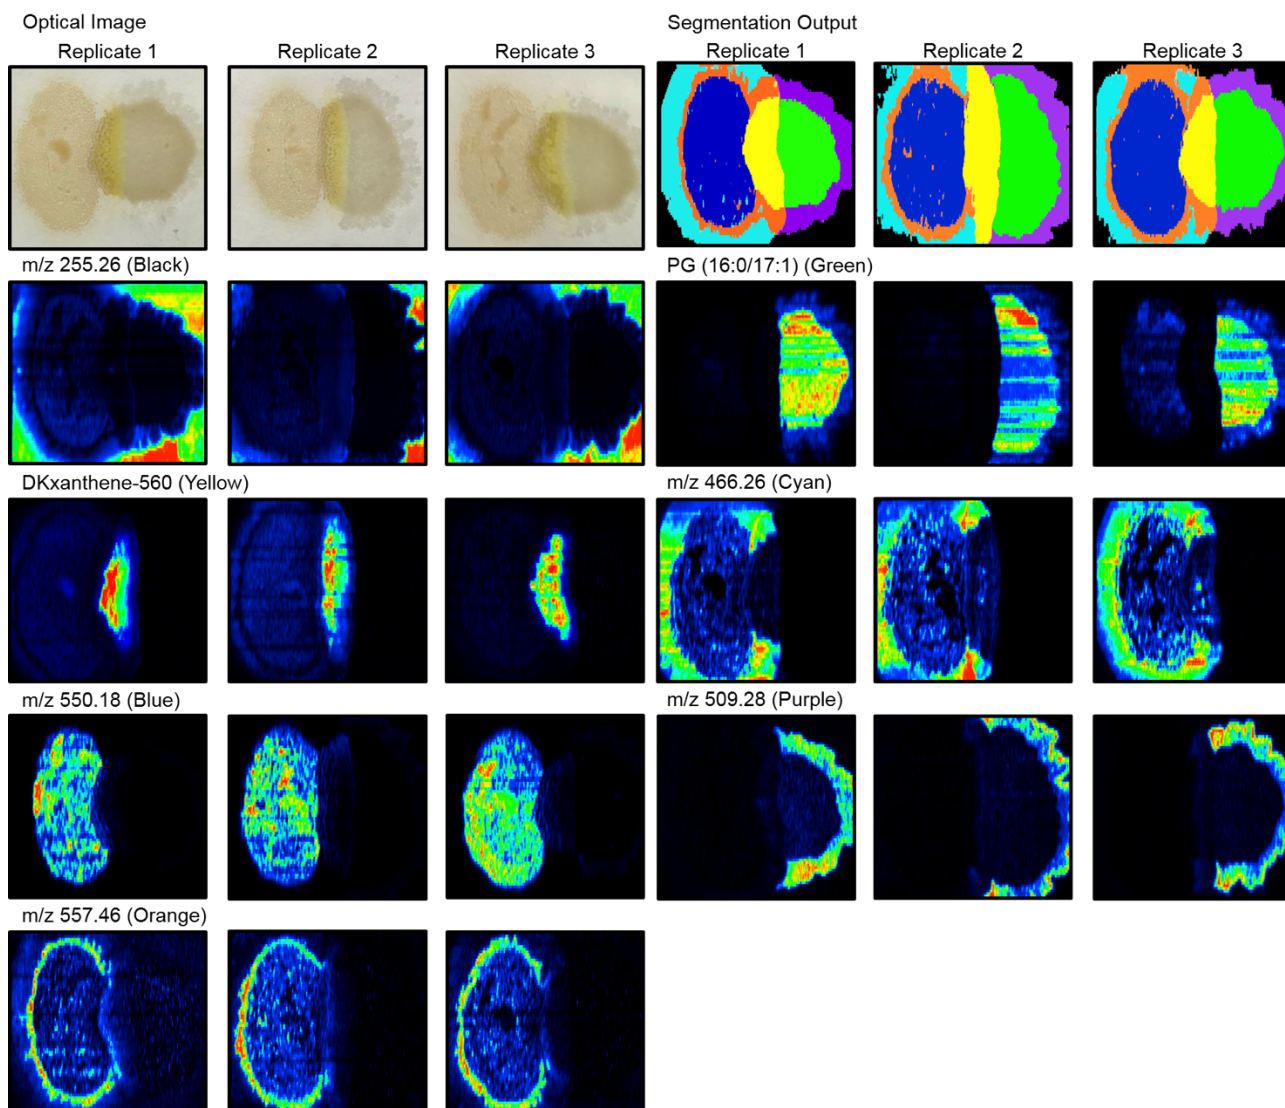 Optical Image
Segmentation Output
Replicate 1
Replicate 2
Replicate 3
Replicate 1
Replicate 2
Replicate 3
m/z 255.26 (Black)
PG (16:0/17:1) (Green)
DKxanthene-560 (Yellow)
m/z 466.26 (Cyan)
m/z 550.18 (Blue)
m/z 509.28 (Purple)
m/z 557.46 (Orange)